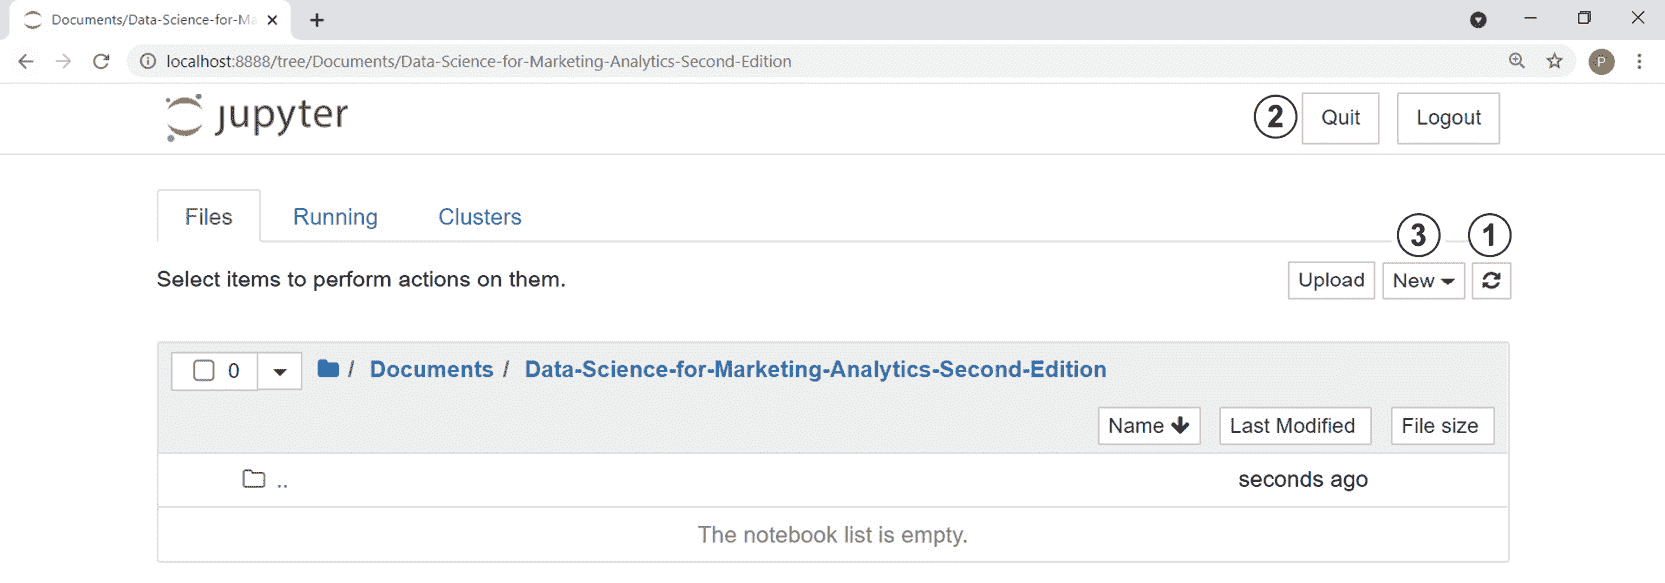 Documents/Data-Science-for-Ma
localhost:8888/tree/Documents/Data-Science-for-Marketing-Analytics-Second-Edition
P
jupyter
2 Quit Logout
Files Running Clusters
3 1
Select items to perform actions on them.
Upload New
0 / Documents / Data-Science-for-Marketing-Analytics-Second-Edition
Name Last Modified File size
.. seconds ago
The notebook list is empty.